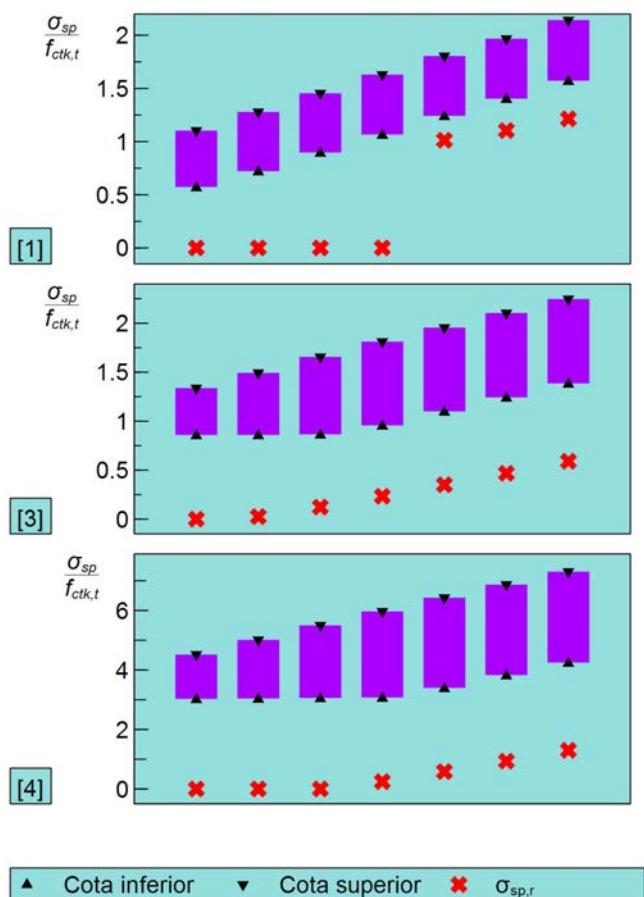 σsp
fctk,t
2
1.5
1
0.5
0
[1]
σsp
fctk,t
2
1.5
1
0.5
0
[3]
σsp
fctk,t
6
4
2
0
[4]
Cota inferior Cota superior σsp,r